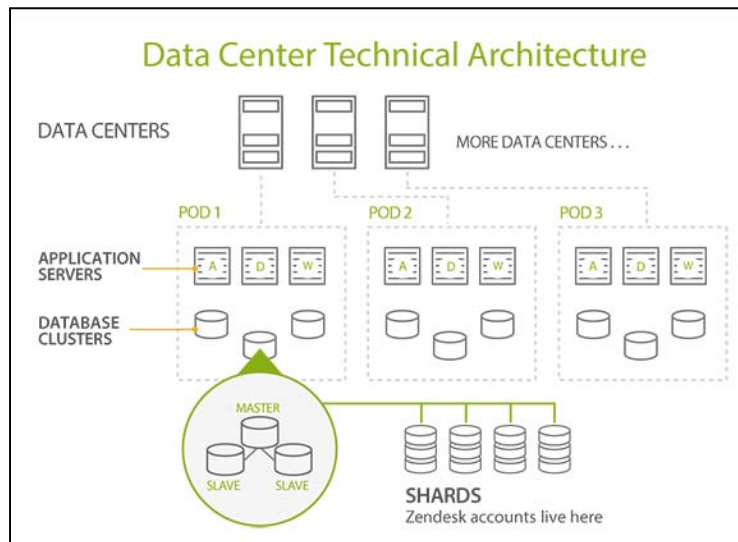 Data Center Technical Architecture
DATA CENTERS
MORE DATA CENTERS . . .
POD 1
POD 2
POD 3
APPLICATION
SERVERS
A D W
A D W
A D W
DATABASE
CLUSTERS
MASTER
SLAVE SLAVE
SHARDS
Zendesk accounts live here